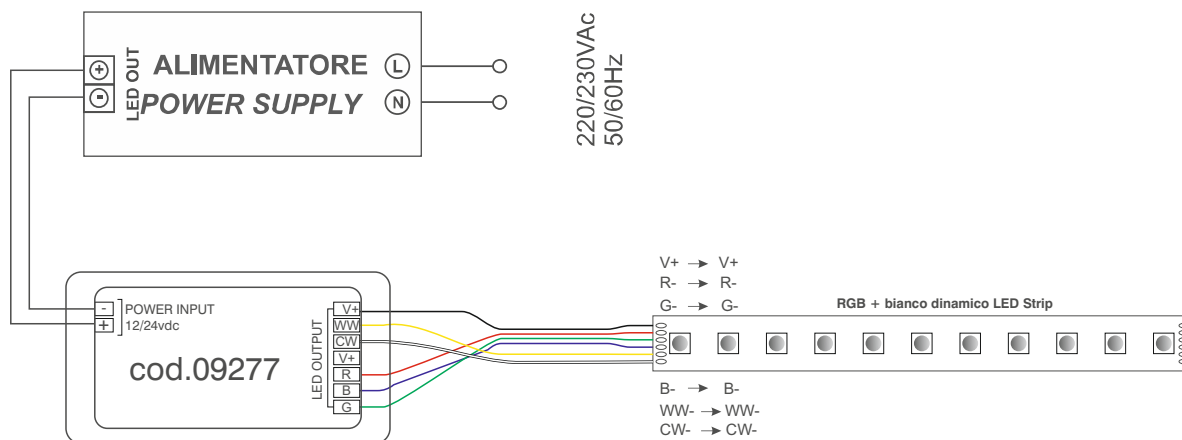 LED OUT
ALIMENTATORE
POWER SUPPLY
L
N
220/230VAc
50/60Hz
+
-
-
+
POWER INPUT
12/24vdc
cod.09277
LED OUTPUT
V+
WW
CW
V+
R
B
G
V+ → V+
R- → R-
G- → G-
RGB + bianco dinamico LED Strip
B- → B-
WW- → WW-
CW- → CW-